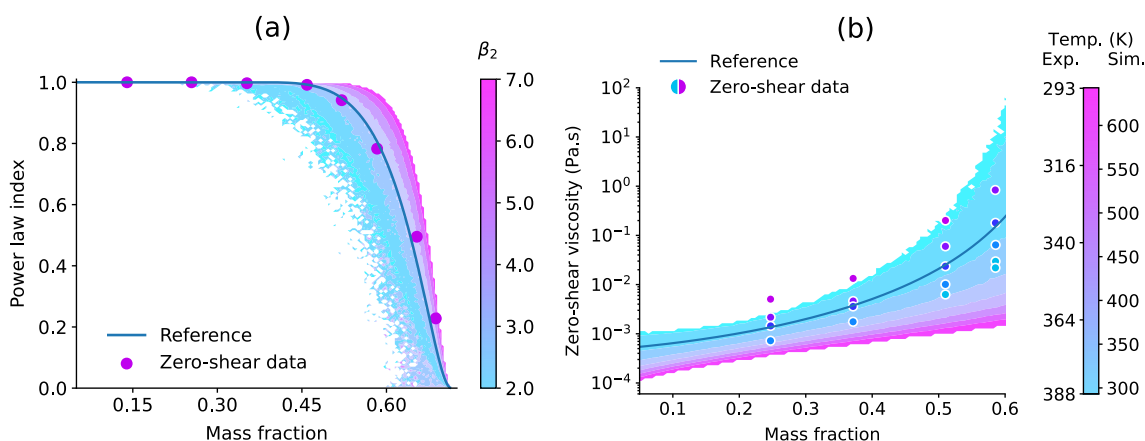 (a)
β2
1.0
0.8
0.6
0.4
0.2
0.0
Power law index
Reference
Zero-shear data
0.15
0.30
0.45
0.60
Mass fraction
7.0
6.0
5.0
4.0
3.0
2.0
(b)
Reference
Zero-shear data
10^2
10^1
10^0
10^−1
10^−2
10^−3
10^−4
Zero-shear viscosity (Pa.s)
0.1
0.2
0.3
0.4
0.5
0.6
Mass fraction
Temp. (K)
Exp.
Sim.
293
316
340
364
388
600
550
500
450
400
350
300